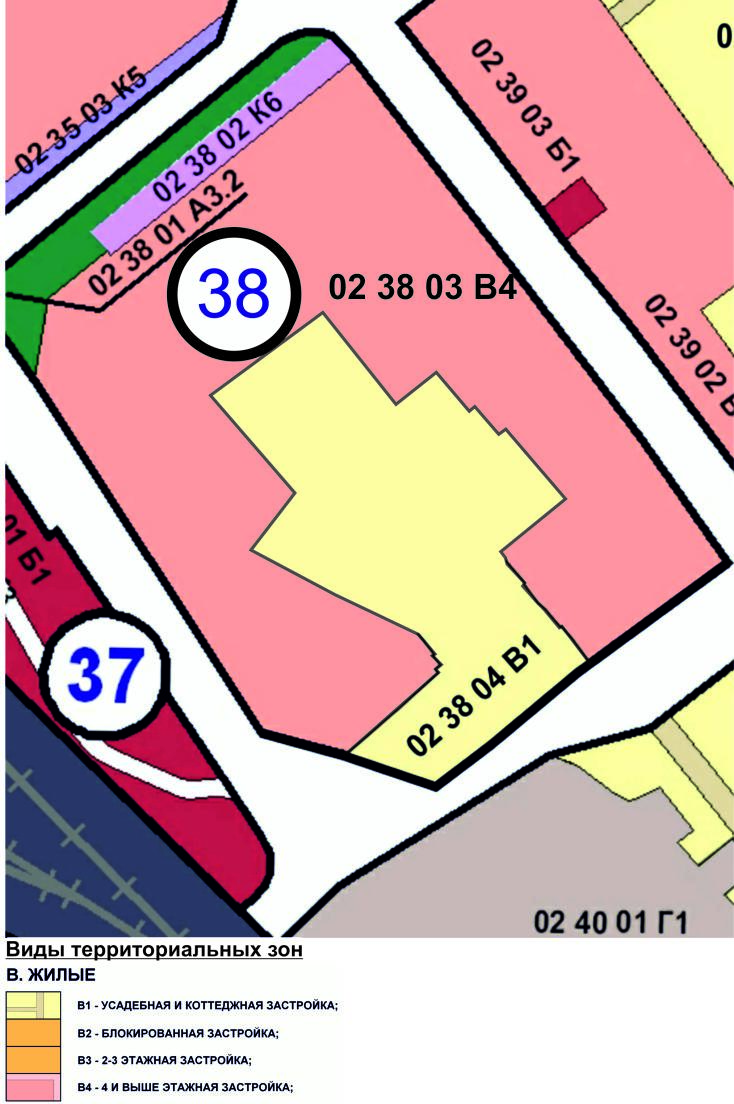 0
02 39 03 Б1
02 35 03 К5
02 38 02 К6
02 38 01 А3.2
38
02 38 03 В4
02 39 02
01 Б1
37
02 38 04 В1
02 40 01 Г1
Виды территориальных зон
В. ЖИЛЫЕ
В1 - УСАДЕБНАЯ И КОТТЕДЖНАЯ ЗАСТРОЙКА;
В2 - БЛОКИРОВАННАЯ ЗАСТРОЙКА;
В3 - 2-3 ЭТАЖНАЯ ЗАСТРОЙКА;
В4 - 4 И ВЫШЕ ЭТАЖНАЯ ЗАСТРОЙКА;